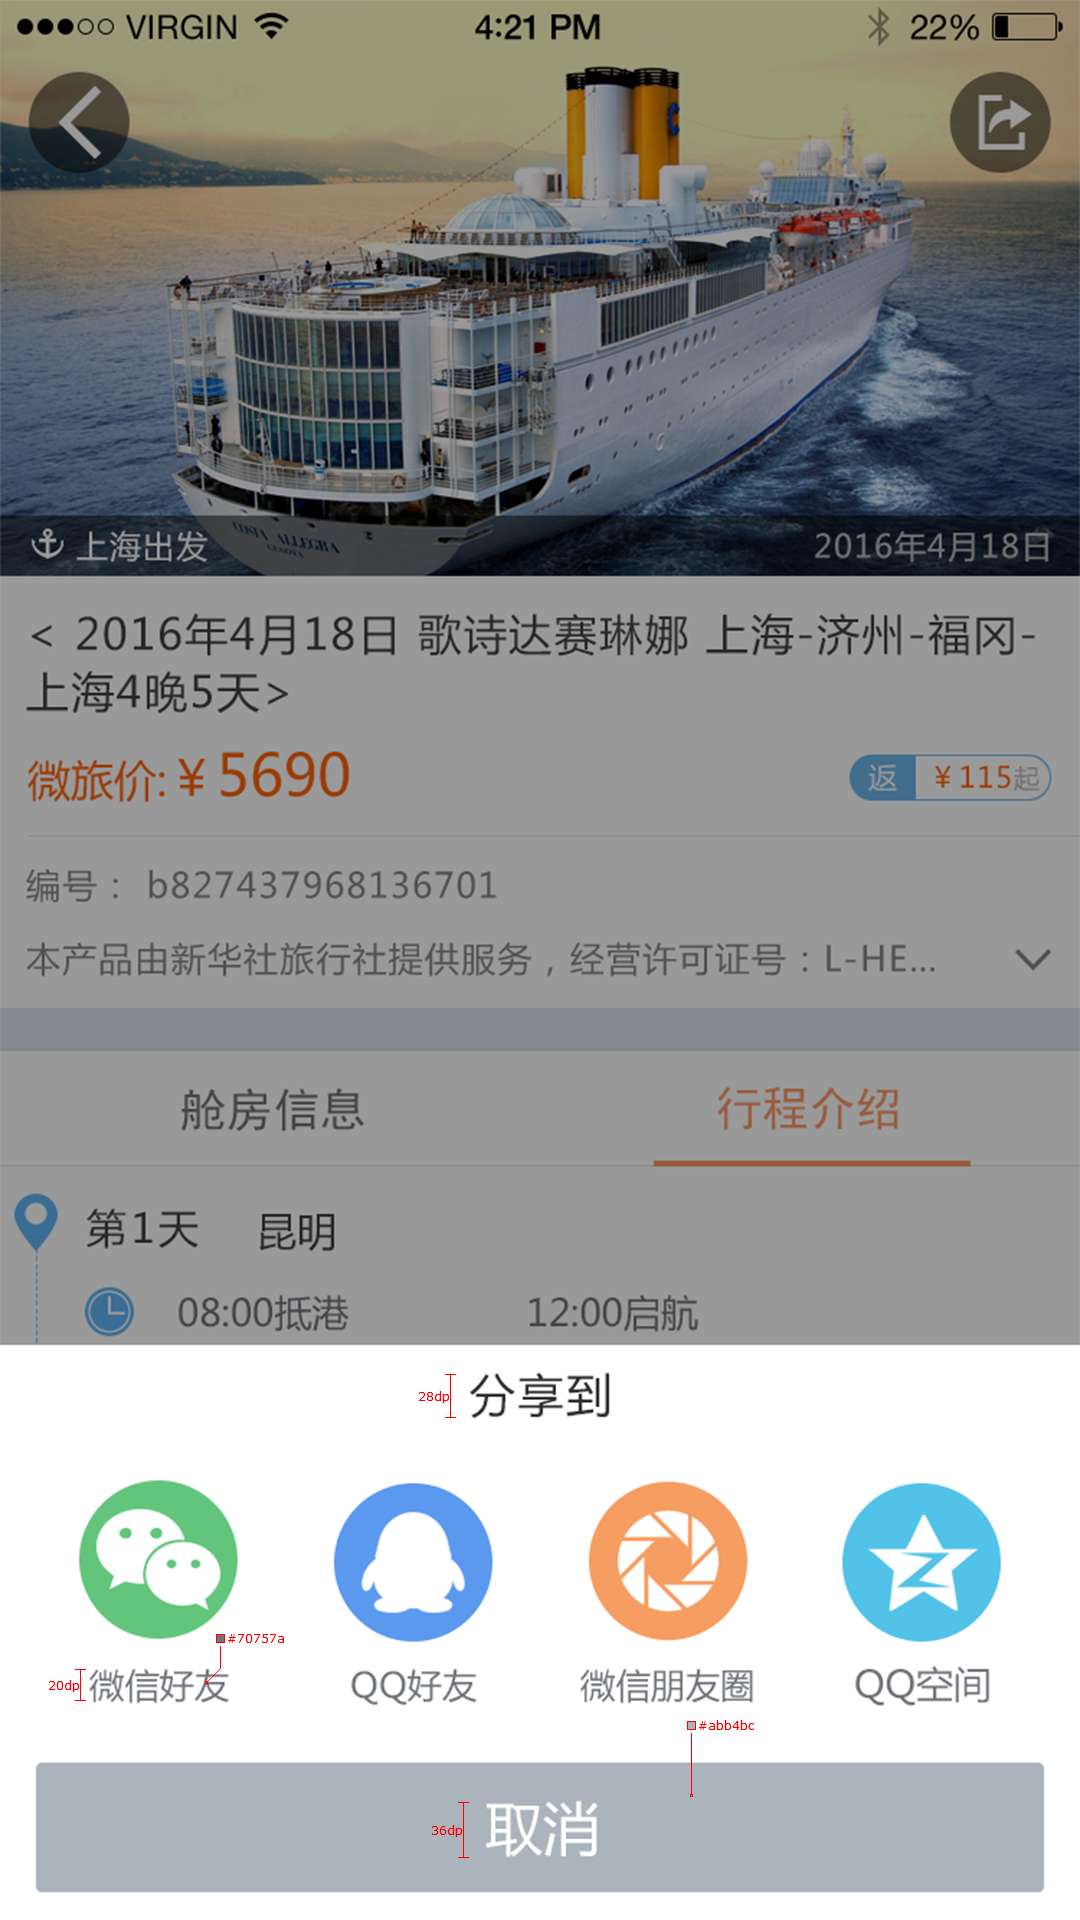 VIRGIN 4:21 PM 22%
COSTA ALLEGRA
GENOVA
上海出发 2016年4月18日
< 2016年4月18日 歌诗达赛琳娜 上海-济州-福冈-
上海4晚5天>
微旅价:¥5690 返 ¥115起
编号： b827437968136701
本产品由新华社旅行社提供服务，经营许可证号：L-HE...
舱房信息 行程介绍
第1天 昆明
08:00抵港 12:00启航
28dp 分享到
#70757a
20dp 微信好友 QQ好友 微信朋友圈 QQ空间
#abb4bc
36dp 取消